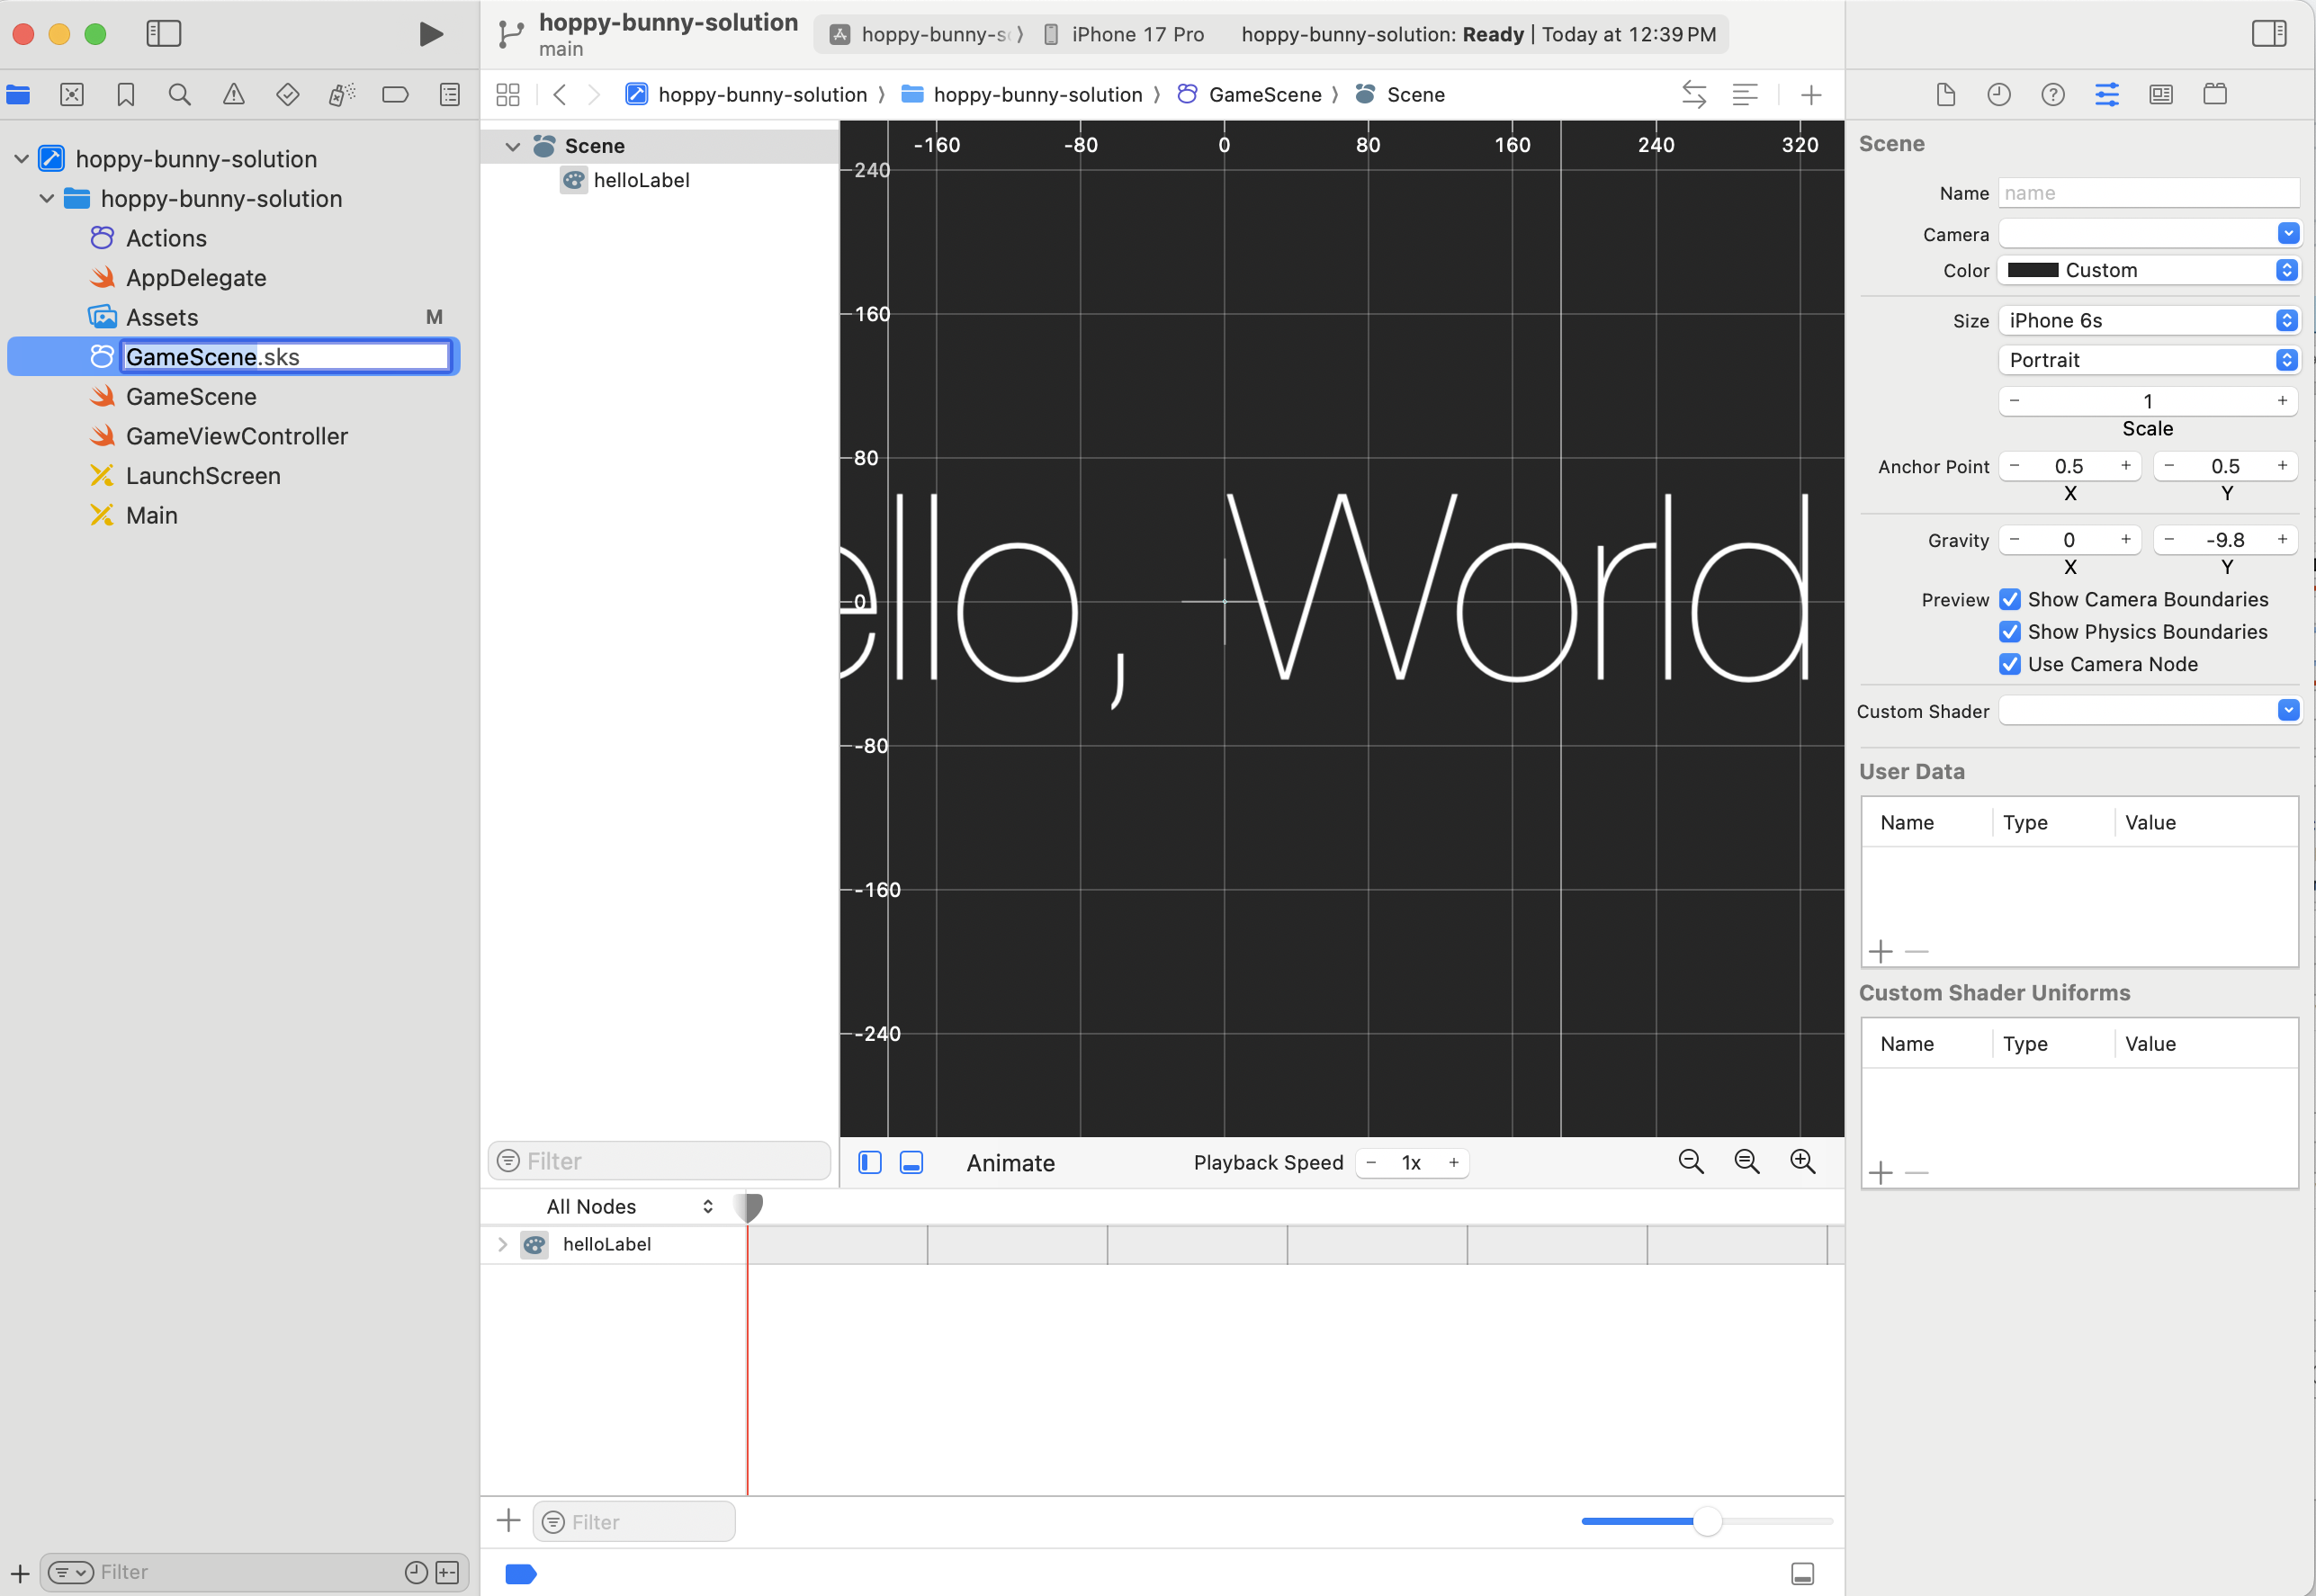 hoppy-bunny-solution
main
hoppy-bunny-s
iPhone 17 Pro
hoppy-bunny-solution: Ready | Today at 12:39 PM
hoppy-bunny-solution
hoppy-bunny-solution
GameScene
Scene
hoppy-bunny-solution
hoppy-bunny-solution
Actions
AppDelegate
Assets M
GameScene.sks
GameScene
GameViewController
LaunchScreen
Main
Filter
Scene
helloLabel
Filter
-160 -80 0 80 160 240 320
240
160
80
0
-80
-160
-240
ello, World
Animate
Playback Speed
- 1x +
All Nodes
helloLabel
Filter
Scene
Name name
Camera
Color Custom
Size iPhone 6s
Portrait
- 1 +
Scale
Anchor Point - 0.5 + - 0.5 +
X Y
Gravity - 0 + - -9.8 +
X Y
Preview Show Camera Boundaries
Show Physics Boundaries
Use Camera Node
Custom Shader
User Data
Name Type Value
Custom Shader Uniforms
Name Type Value